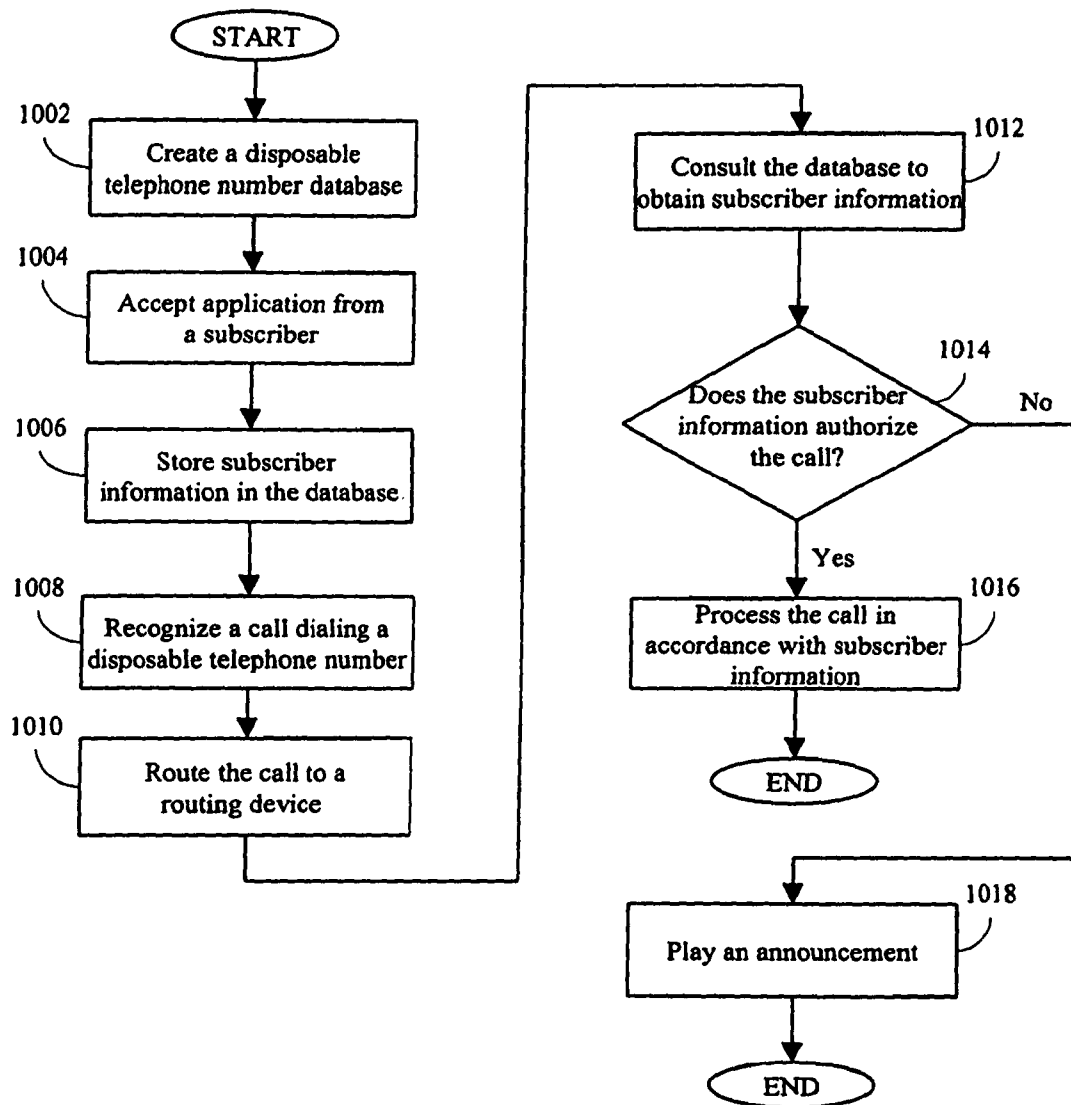 START
1002
Create a disposable
telephone number database
1004
Accept application from
a subscriber
1006
Store subscriber
information in the database
1008
Recognize a call dialing a
disposable telephone number
1010
Route the call to a
routing device
1012
Consult the database to
obtain subscriber information
1014
Does the subscriber
information authorize
the call?
No
Yes
1016
Process the call in
accordance with subscriber
information
END
1018
Play an announcement
END